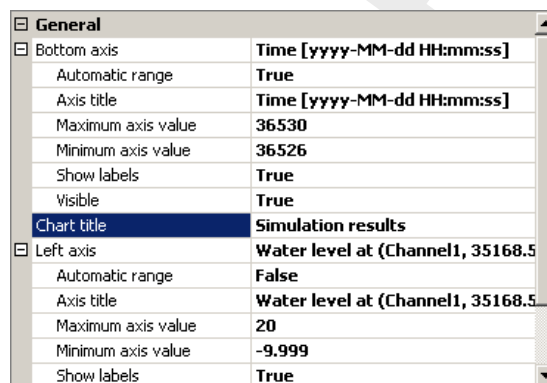 General
Bottom axis Time [yyyy-MM-dd HH:mm:ss]
Automatic range True
Axis title Time [yyyy-MM-dd HH:mm:ss]
Maximum axis value 36530
Minimum axis value 36526
Show labels True
Visible True
Chart title Simulation results
Left axis Water level at (Channel1, 35168.5
Automatic range False
Axis title Water level at (Channel1, 35168.5
Maximum axis value 20
Minimum axis value -9.999
Show labels True